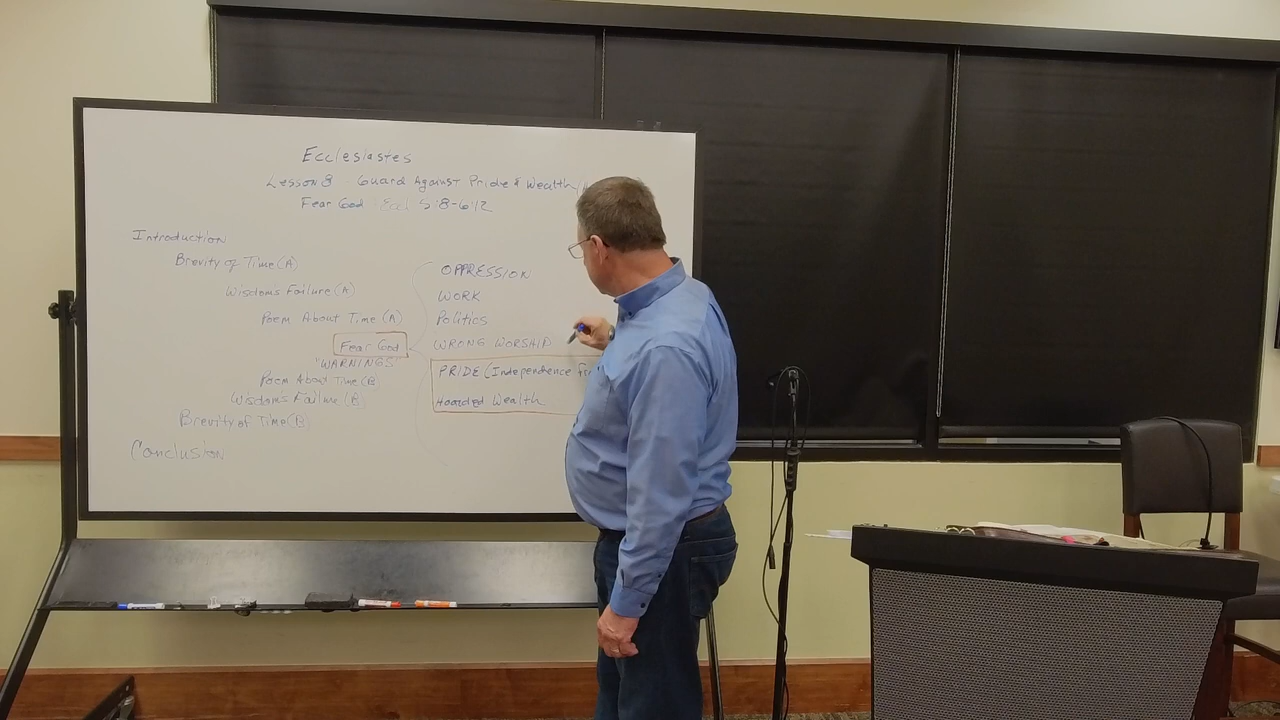 Ecclesiastes
Lesson 8 - Guard Against Pride & Wealth/
Fear God Eccl 5:8-6:12
Introduction
Brevity of Time (A)
Wisdoms Failure (A)
Poem About Time (A)
Fear God
"WARNINGS"
Poem About Time (B
Wisdoms Failure (B)
Brevity of Time (B)
Conclusion
OPPRESSION
WORK
Politics
WRONG WORSHIP
PRIDE (Independence
Hoarded Wealth